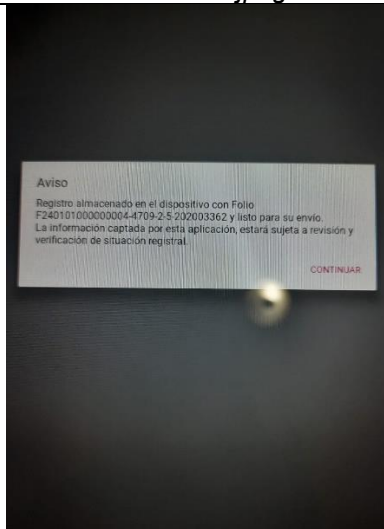 Aviso
Registro almacenado en el dispositivo con Folio
F240101000000004-4709-2-5-202003362 y listo para su envío.
La información captada por esta aplicación, estará sujeta a revisión y
verificación de situación registral.
CONTINUAR